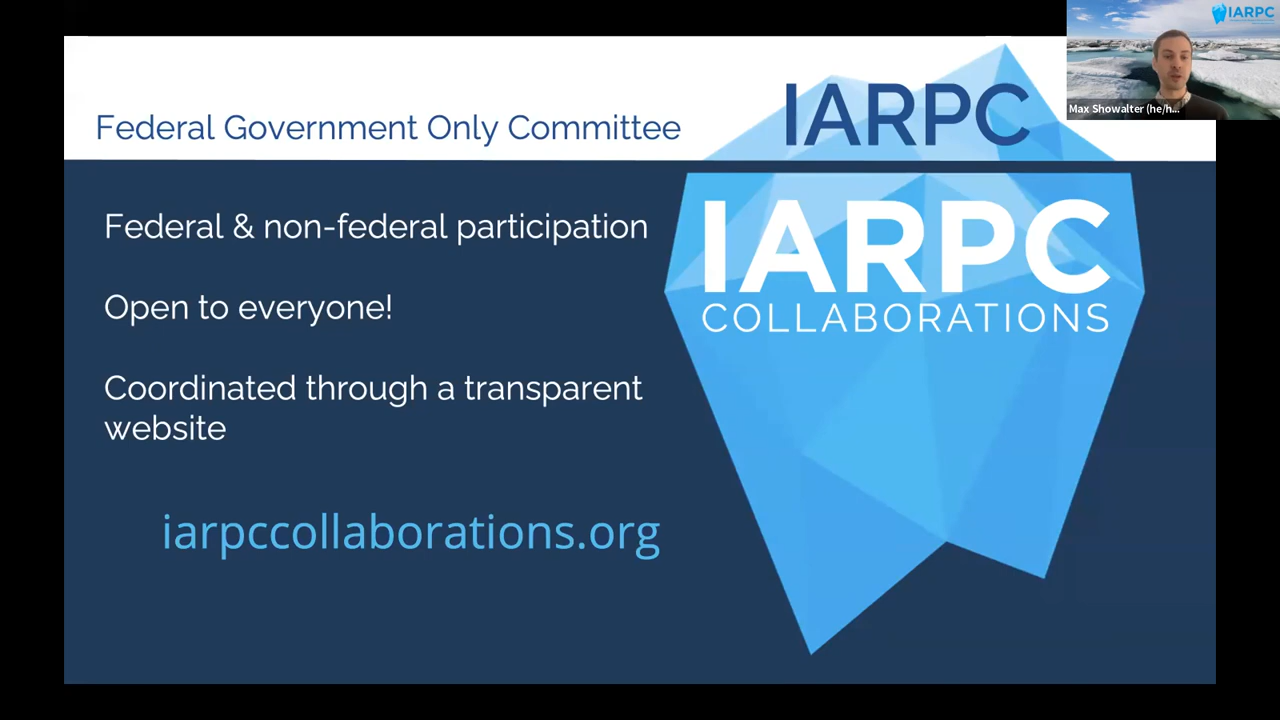 IARPC
Max Showalter (he/h...
Federal Government Only Committee
IARPC
Federal & non-federal participation
Open to everyone!
Coordinated through a transparent
website
iarpccollaborations.org
IARPC
COLLABORATIONS